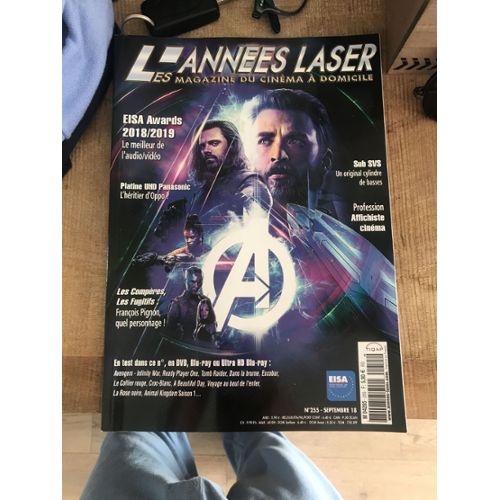 LES ANNÉES LASER
LE MAGAZINE DU CINÉMA À DOMICILE
EISA Awards
2018/2019
Le meilleur de
l'audio/vidéo
Platine UHD Panasonic
L'héritier d'Oppo ?
Sub SVS
Un original cylindre
de basses
Profession
Affichiste
cinéma
Les Compères,
Les Fugitifs :
François Pignon,
quel personnage !
En test dans ce n°, en DVD, Blu-ray ou Ultra HD Blu-ray :
Avengers - Infinity War, Ready Player One, Tomb Raider, Dans la brume, Escobar,
Le Collier rouge, Croc-Blanc, A Beautiful Day, Voyage au bout de l'enfer,
La Rose noire, Animal Kingdom Saison 1...
EISA
N°255 - SEPTEMBRE 18